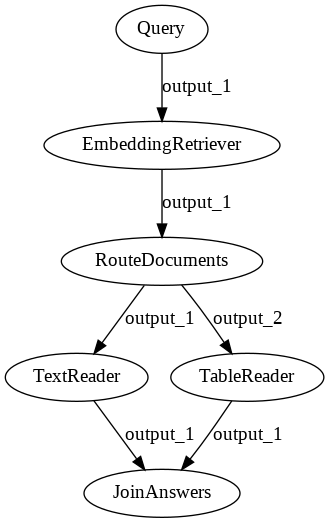 Query
output_1
EmbeddingRetriever
output_1
RouteDocuments
output_1 output_2
TextReader TableReader
output_1 output_1
JoinAnswers